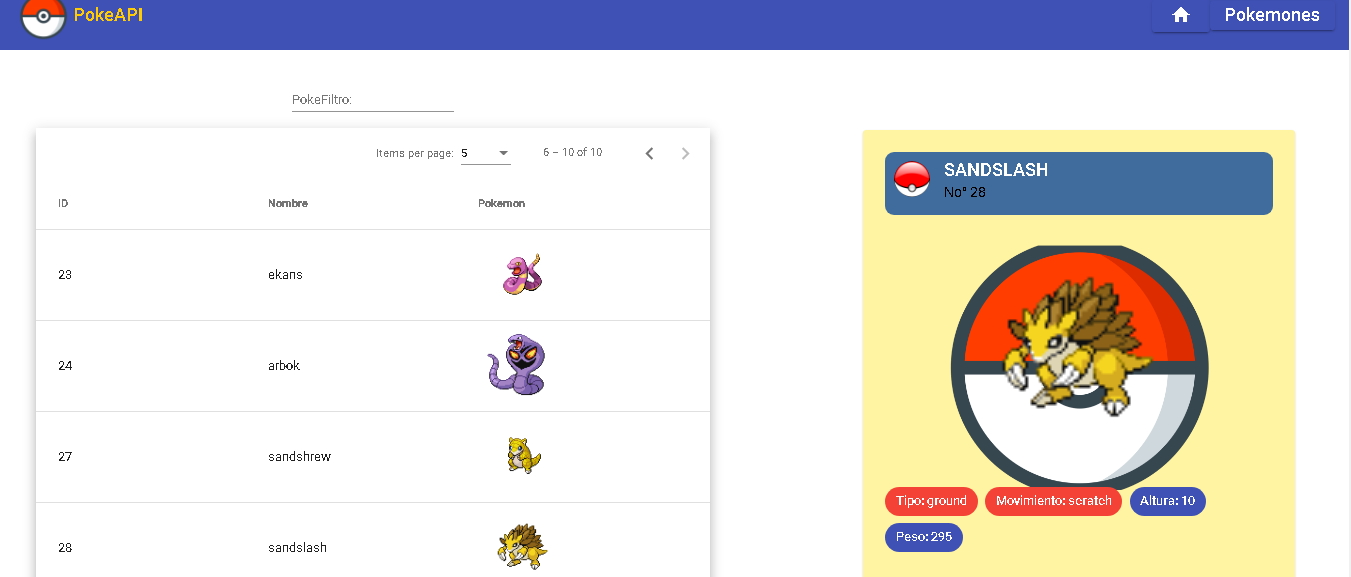 PokeAPI
Pokemones
PokeFiltro:
Items per page: 5
6 – 10 of 10
ID Nombre Pokemon
23 ekans
24 arbok
27 sandshrew
28 sandslash
SANDSLASH
No° 28
Tipo: ground Movimiento: scratch Altura: 10
Peso: 295